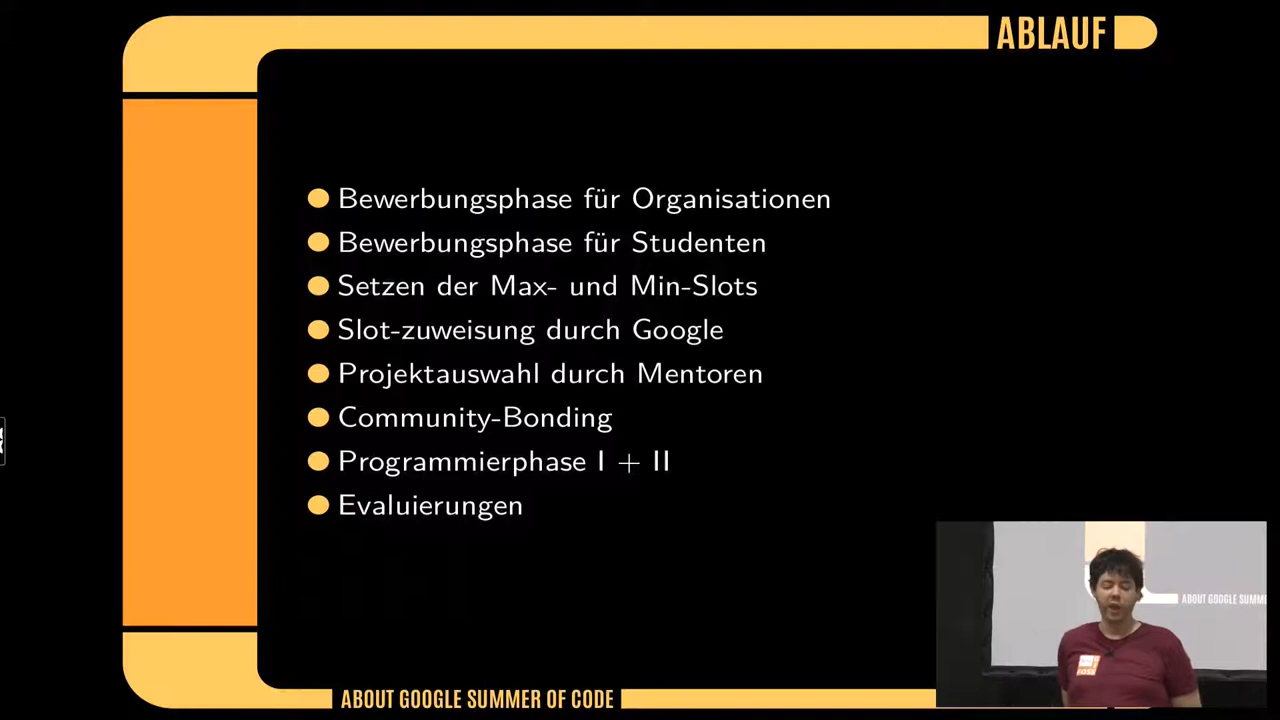 ABLAUF
Bewerbungsphase für Organisationen
Bewerbungsphase für Studenten
Setzen der Max- und Min-Slots
Slot-zuweisung durch Google
Projektauswahl durch Mentoren
Community-Bonding
Programmierphase I + II
Evaluierungen
ABOUT GOOGLE SUMME
ABOUT GOOGLE SUMMER OF CODE